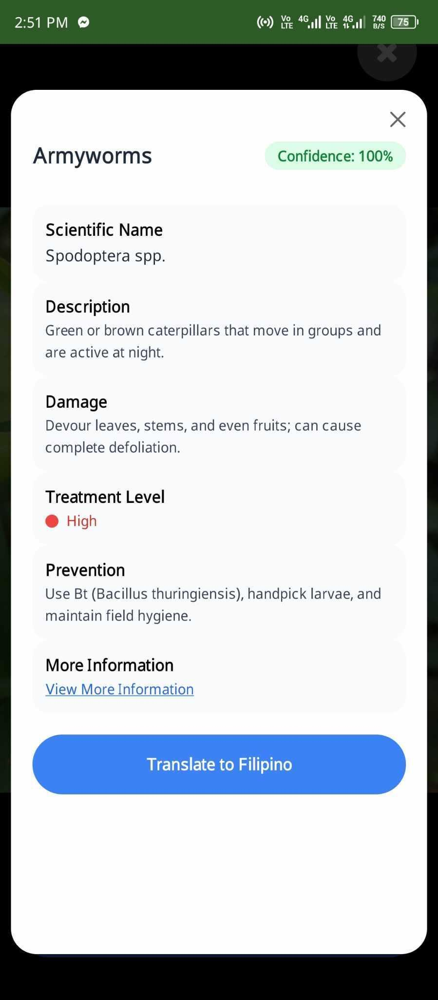 2:51 PM
Vo LTE 4G Vo LTE 4G 740 B/S 75
Armyworms
Confidence: 100%
Scientific Name
Spodoptera spp.
Description
Green or brown caterpillars that move in groups and
are active at night.
Damage
Devour leaves, stems, and even fruits; can cause
complete defoliation.
Treatment Level
High
Prevention
Use Bt (Bacillus thuringiensis), handpick larvae, and
maintain field hygiene.
More Information
View More Information
Translate to Filipino